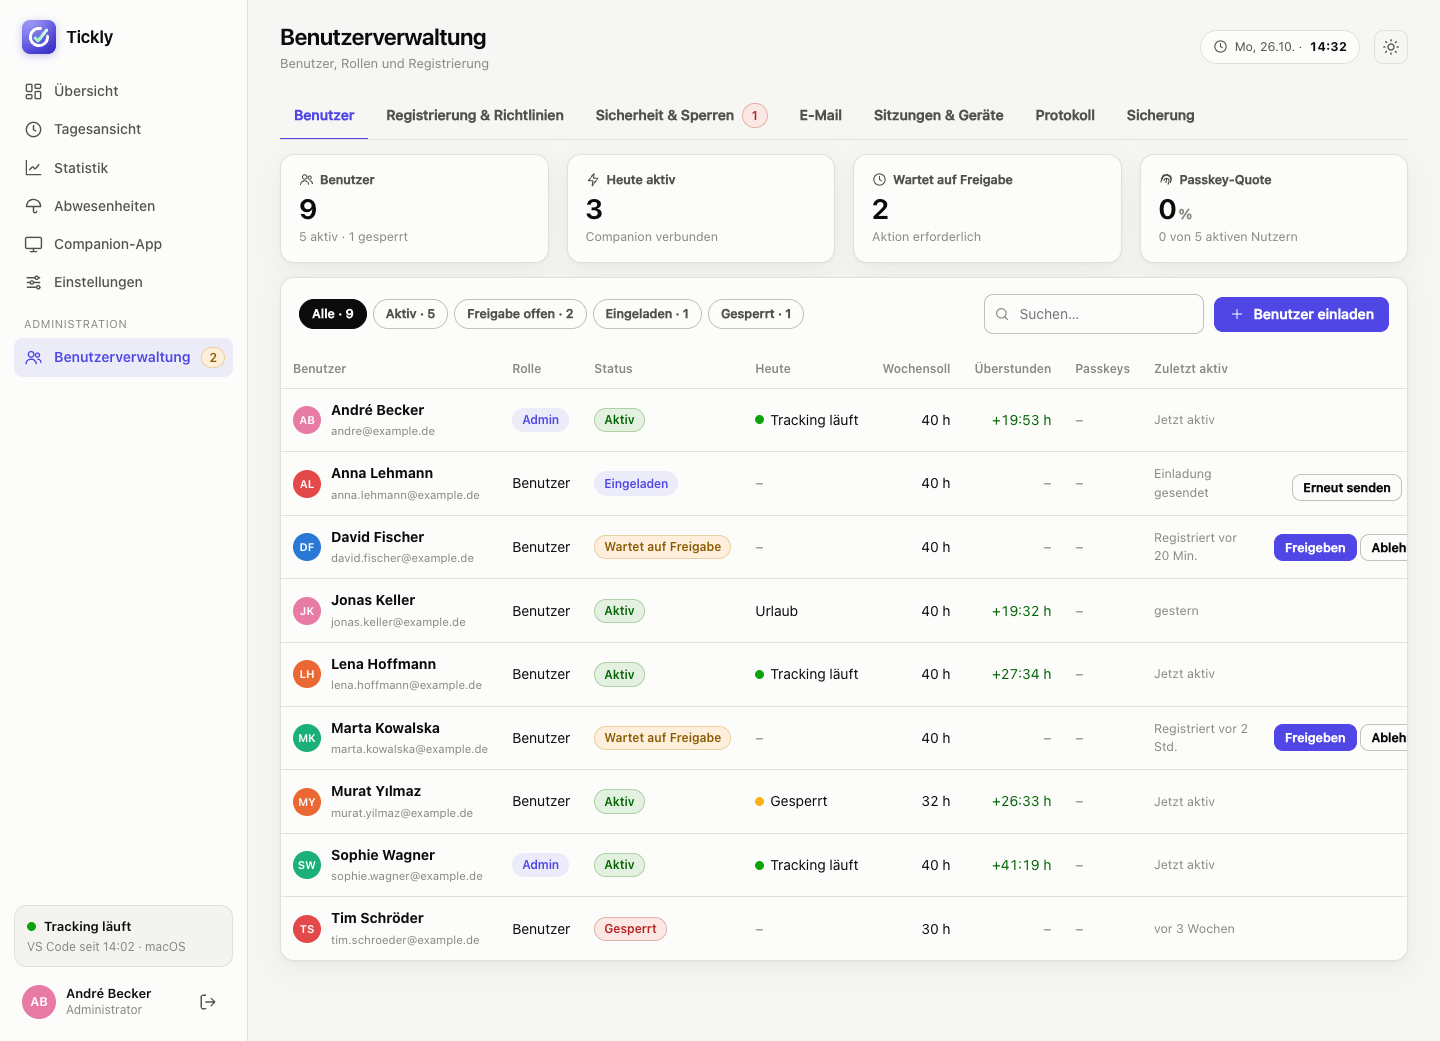 Tickly
Übersicht
Tagesansicht
Statistik
Abwesenheiten
Companion-App
Einstellungen
ADMINISTRATION
Benutzerverwaltung 2
Tracking läuft
VS Code seit 14:02 · macOS
AB André Becker
Administrator
Benutzerverwaltung
Benutzer, Rollen und Registrierung
Mo, 26.10. · 14:32
Benutzer Registrierung & Richtlinien Sicherheit & Sperren 1 E-Mail Sitzungen & Geräte Protokoll Sicherung
Benutzer
9
5 aktiv · 1 gesperrt
Heute aktiv
3
Companion verbunden
Wartet auf Freigabe
2
Aktion erforderlich
Passkey-Quote
0%
0 von 5 aktiven Nutzern
Alle · 9 Aktiv · 5 Freigabe offen · 2 Eingeladen · 1 Gesperrt · 1 Suchen... + Benutzer einladen
Benutzer Rolle Status Heute Wochensoll Überstunden Passkeys Zuletzt aktiv
AB André Becker
andre@example.de
Admin Aktiv Tracking läuft 40 h +19:53 h – Jetzt aktiv
AL Anna Lehmann
anna.lehmann@example.de
Benutzer Eingeladen – 40 h – – Einladung
gesendet
Erneut senden
DF David Fischer
david.fischer@example.de
Benutzer Wartet auf Freigabe – 40 h – – Registriert vor
20 Min.
Freigeben Ableh
JK Jonas Keller
jonas.keller@example.de
Benutzer Aktiv Urlaub 40 h +19:32 h – gestern
LH Lena Hoffmann
lena.hoffmann@example.de
Benutzer Aktiv Tracking läuft 40 h +27:34 h – Jetzt aktiv
MK Marta Kowalska
marta.kowalska@example.de
Benutzer Wartet auf Freigabe – 40 h – – Registriert vor 2
Std.
Freigeben Ableh
MY Murat Yılmaz
murat.yilmaz@example.de
Benutzer Aktiv Gesperrt 32 h +26:33 h – Jetzt aktiv
SW Sophie Wagner
sophie.wagner@example.de
Admin Aktiv Tracking läuft 40 h +41:19 h – Jetzt aktiv
TS Tim Schröder
tim.schroeder@example.de
Benutzer Gesperrt – 30 h – – vor 3 Wochen